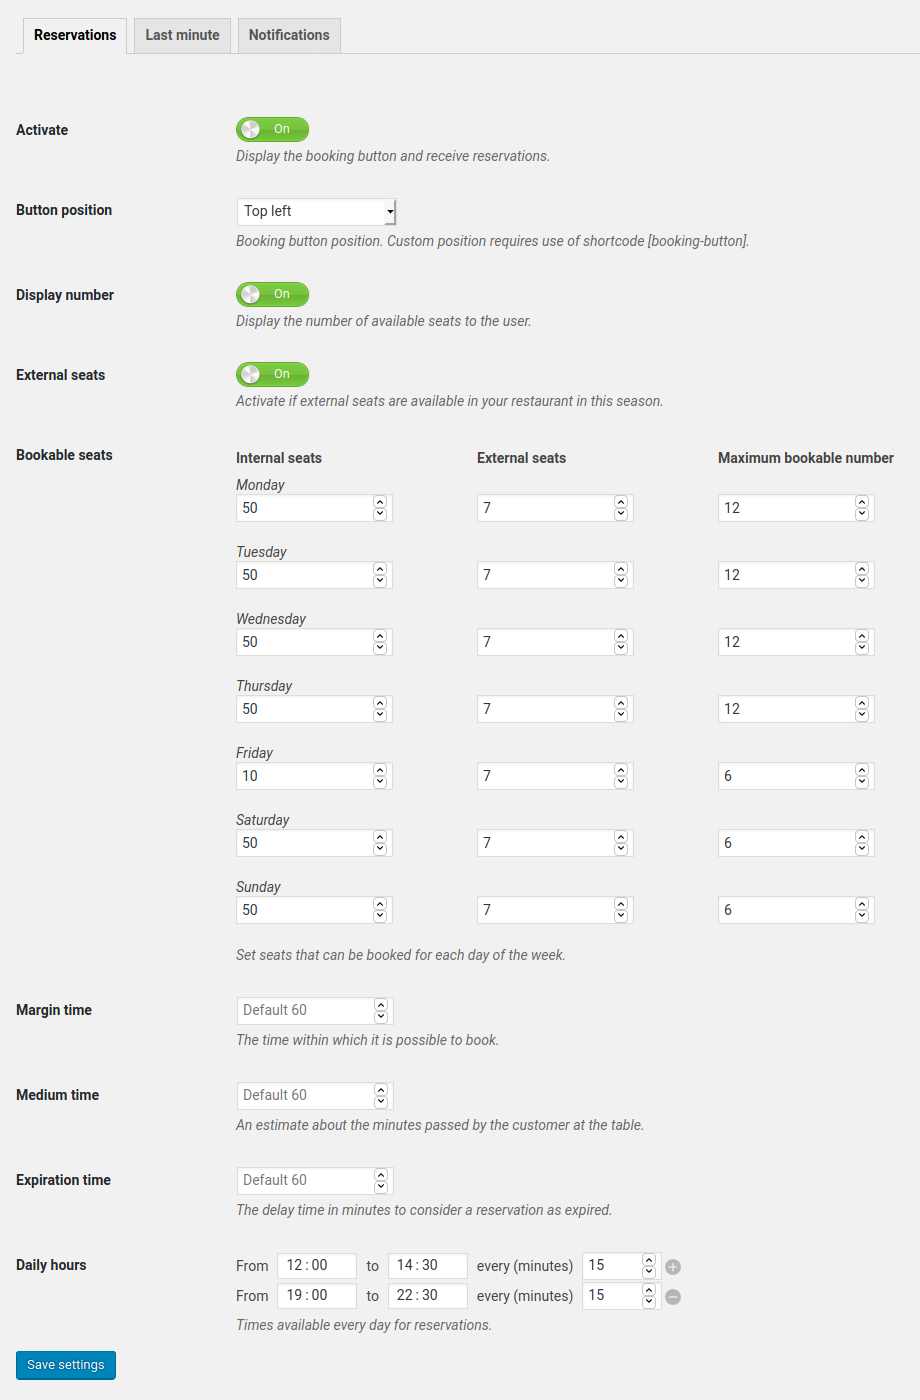 Reservations Last minute Notifications
Activate On
Display the booking button and receive reservations.
Button position Top left
Booking button position. Custom position requires use of shortcode [booking-button].
Display number On
Display the number of available seats to the user.
External seats On
Activate if external seats are available in your restaurant in this season.
Bookable seats Internal seats External seats Maximum bookable number
Monday
50 7 12
Tuesday
50 7 12
Wednesday
50 7 12
Thursday
50 7 12
Friday
10 7 6
Saturday
50 7 6
Sunday
50 7 6
Set seats that can be booked for each day of the week.
Margin time Default 60
The time within which it is possible to book.
Medium time Default 60
An estimate about the minutes passed by the customer at the table.
Expiration time Default 60
The delay time in minutes to consider a reservation as expired.
Daily hours From 12:00 to 14:30 every (minutes) 15
From 19:00 to 22:30 every (minutes) 15
Times available every day for reservations.
Save settings